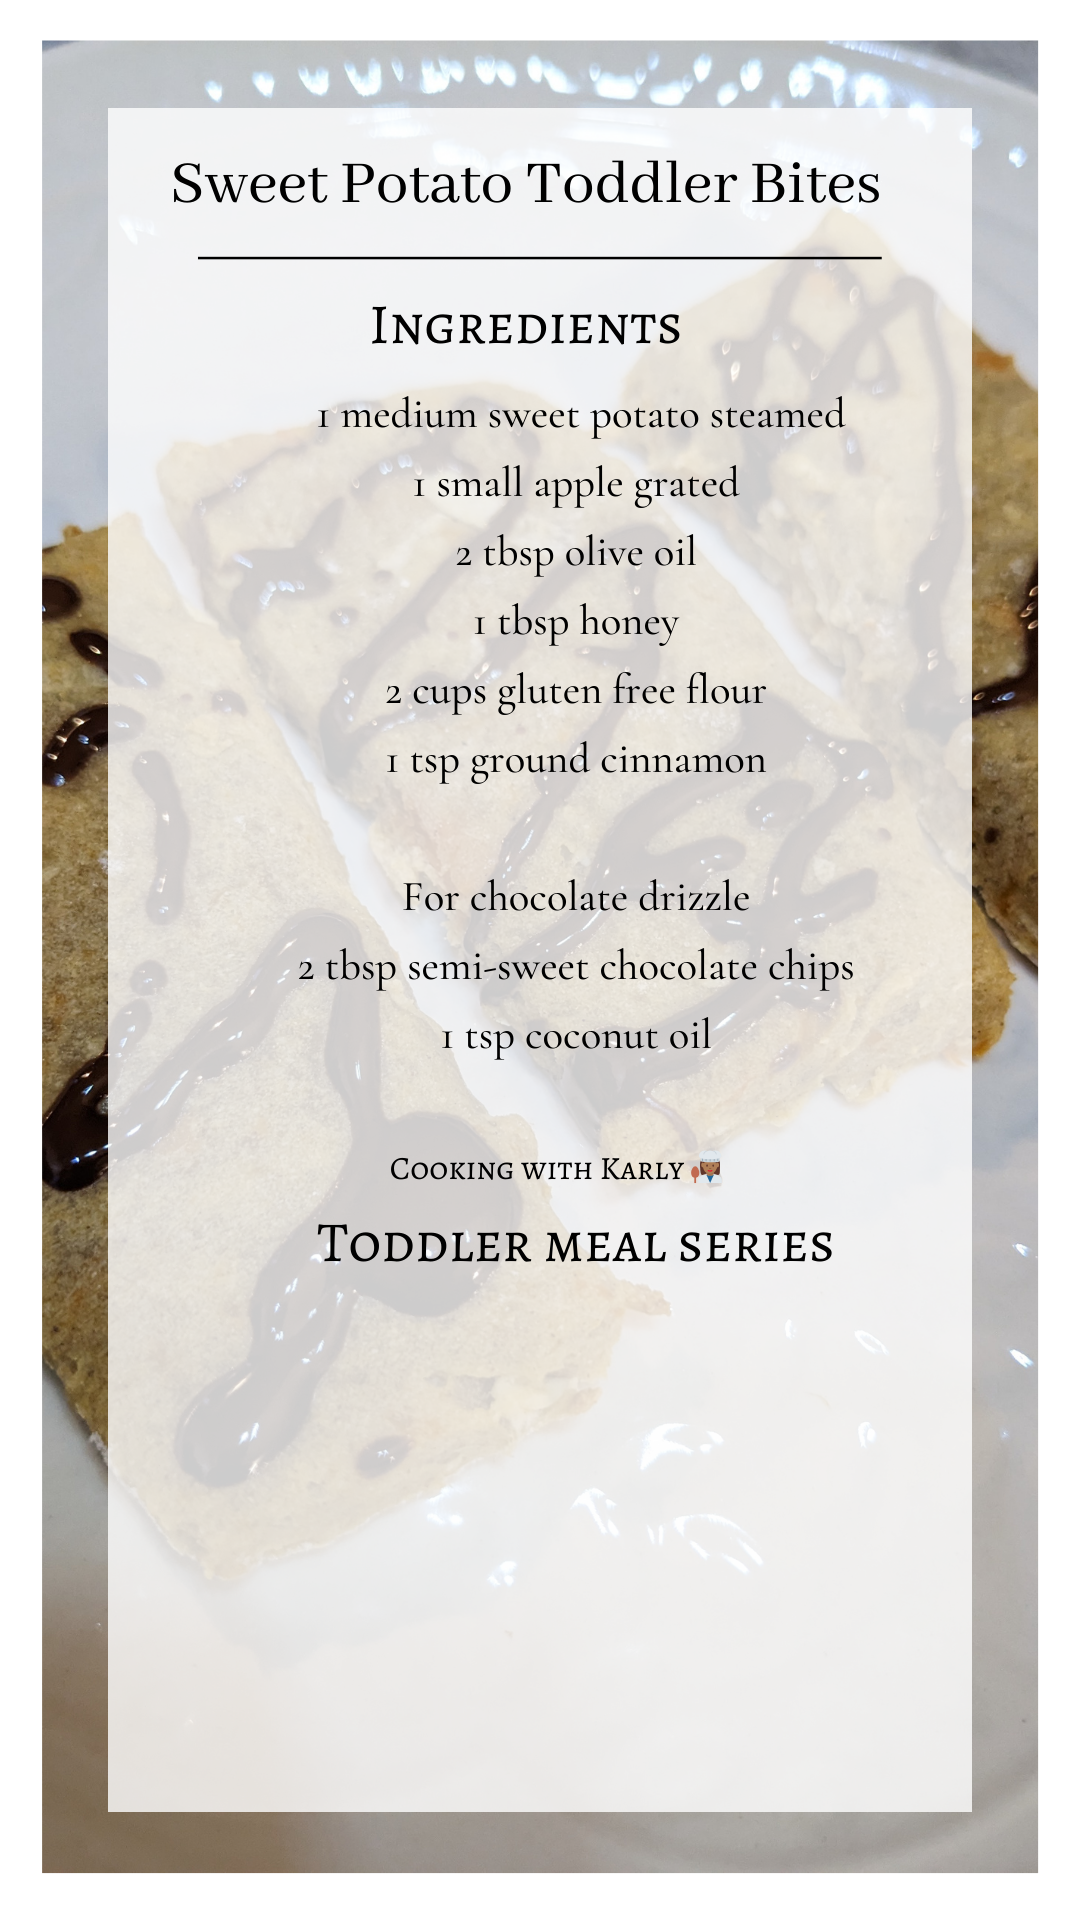 Sweet Potato Toddler Bites
Ingredients
1 medium sweet potato steamed
1 small apple grated
2 tbsp olive oil
1 tbsp honey
2 cups gluten free flour
1 tsp ground cinnamon
For chocolate drizzle
2 tbsp semi-sweet chocolate chips
1 tsp coconut oil
Cooking with Karly 👩🏾‍🍳
Toddler meal series